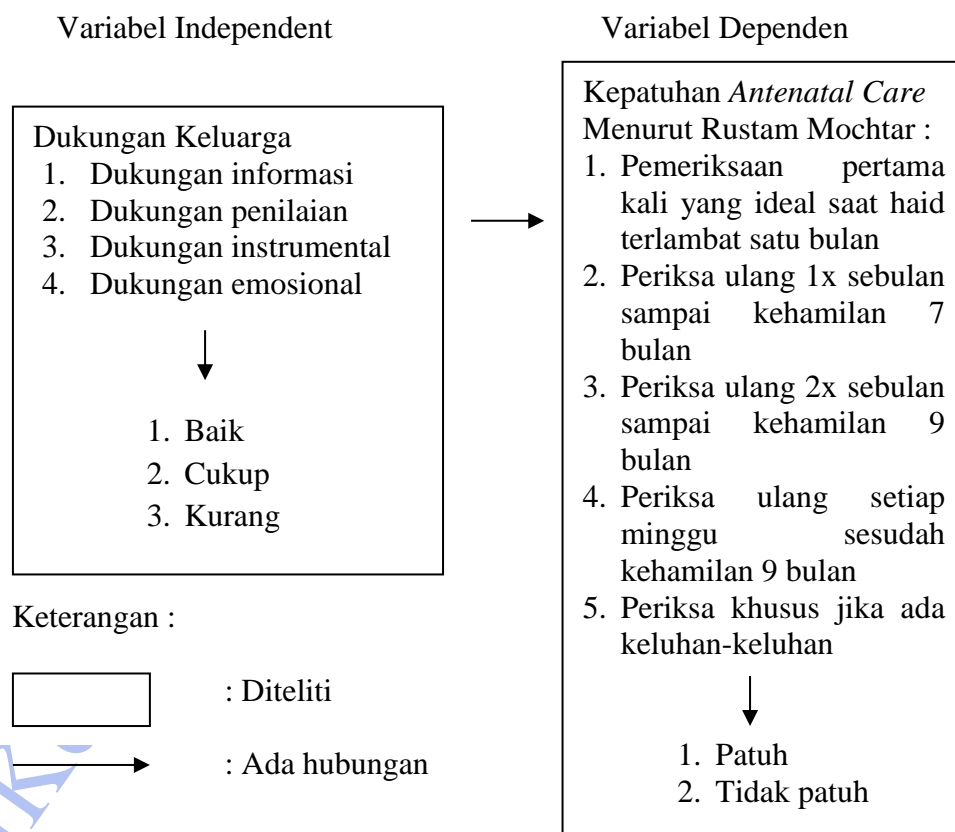 Variabel Independent
Variabel Dependen
Dukungan Keluarga
1. Dukungan informasi
2. Dukungan penilaian
3. Dukungan instrumental
4. Dukungan emosional
1. Baik
2. Cukup
3. Kurang
Kepatuhan Antenatal Care
Menurut Rustam Mochtar :
1. Pemeriksaan pertama
kali yang ideal saat haid
terlambat satu bulan
2. Periksa ulang 1x sebulan
sampai kehamilan 7
bulan
3. Periksa ulang 2x sebulan
sampai kehamilan 9
bulan
4. Periksa ulang setiap
minggu sesudah
kehamilan 9 bulan
5. Periksa khusus jika ada
keluhan-keluhan
1. Patuh
2. Tidak patuh
Keterangan :
: Diteliti
: Ada hubungan